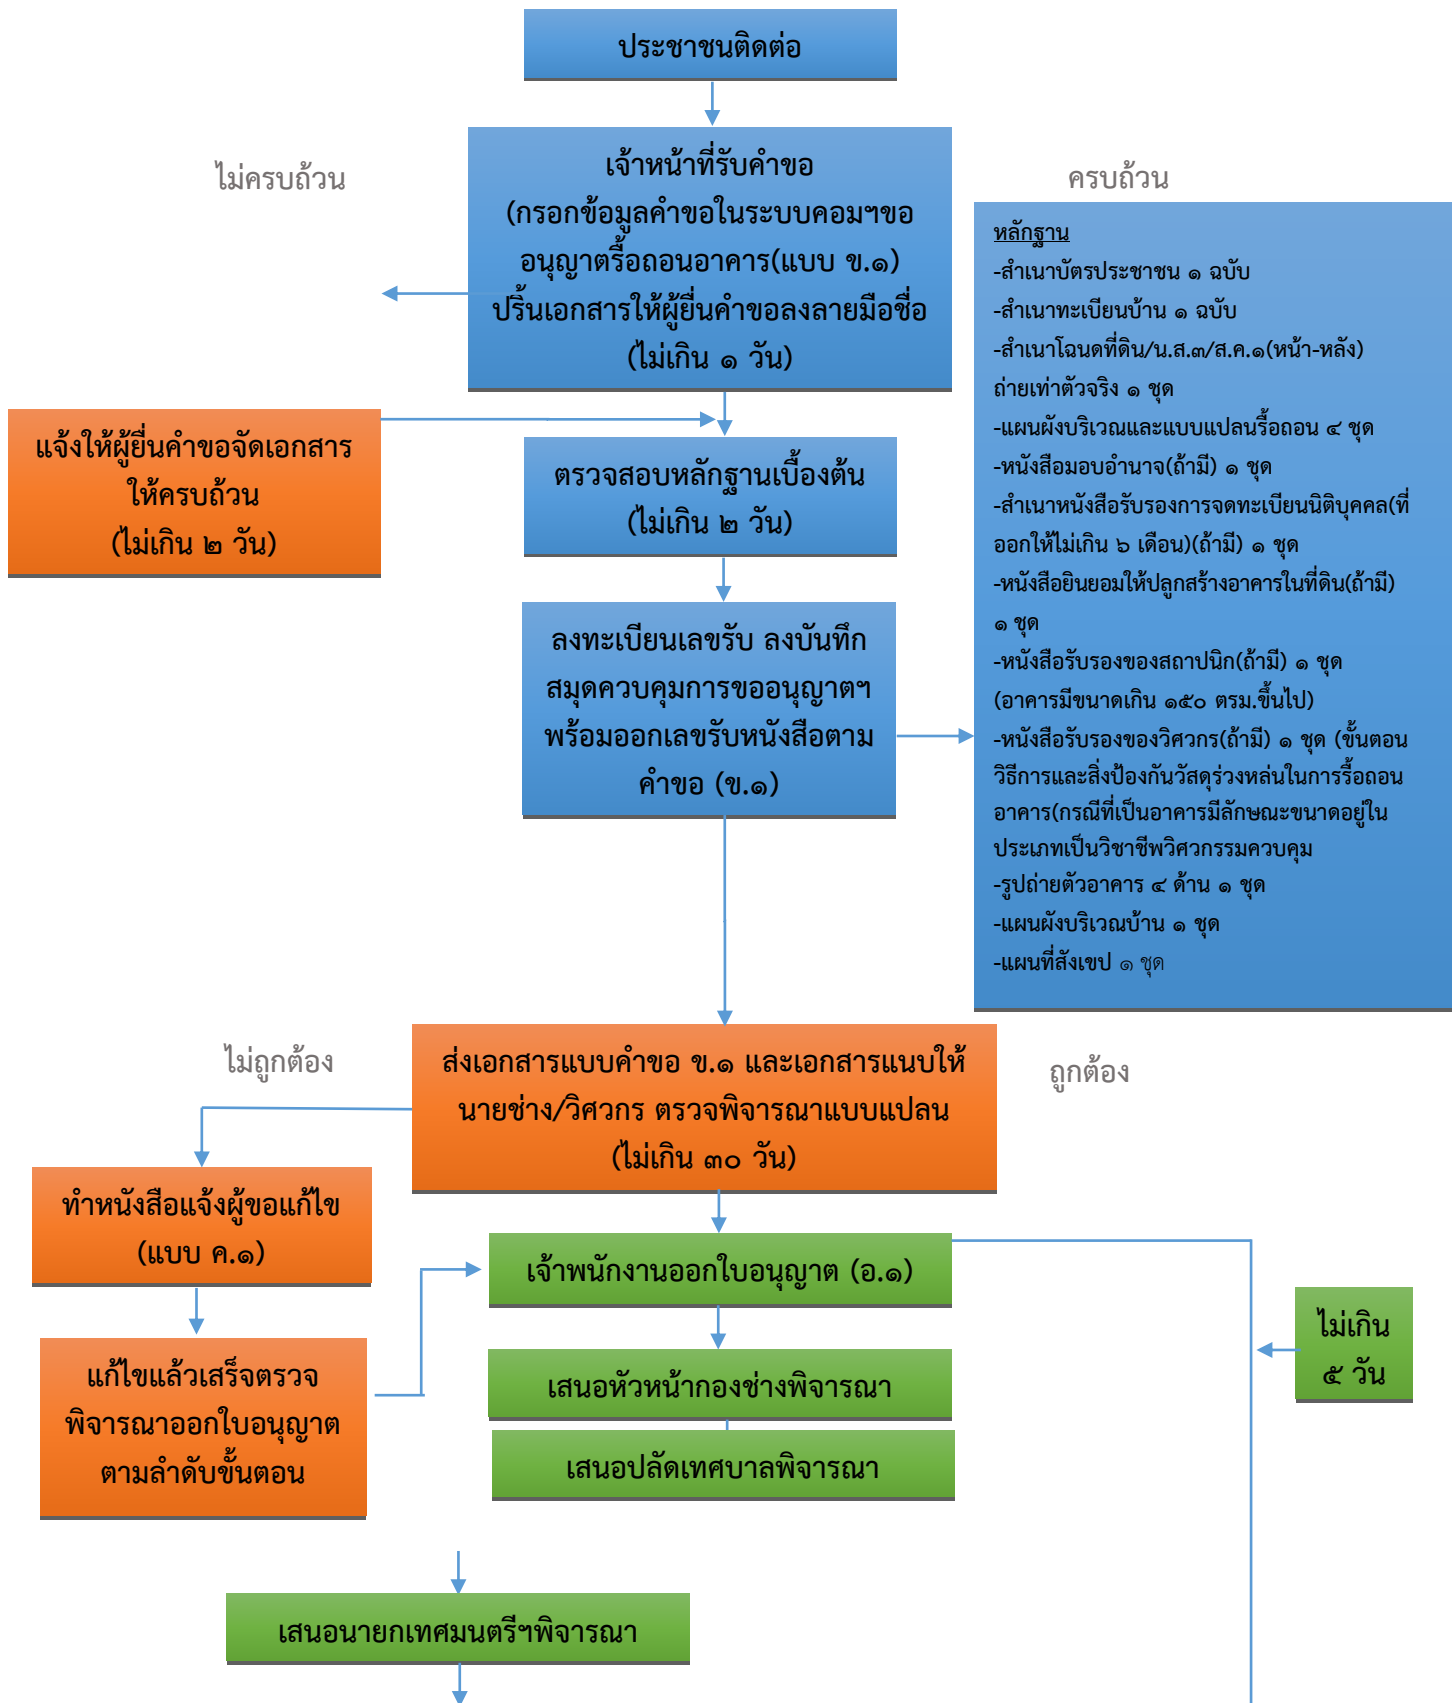 ประชาชนติดต่อ
ไม่ครบถ้วน
เจ้าหน้าที่รับคำขอ
(กรอกข้อมูลคำขอในระบบคอมฯขอ
อนุญาตรื้อถอนอาคาร(แบบ ข.๑)
ปริ้นเอกสารให้ผู้ยื่นคำขอลงลายมือชื่อ
(ไม่เกิน ๑ วัน)
ครบถ้วน
หลักฐาน
-สำเนาบัตรประชาชน ๑ ฉบับ
-สำเนาทะเบียนบ้าน ๑ ฉบับ
-สำเนาโฉนดที่ดิน/น.ส.๓/ส.ค.๑(หน้า-หลัง)
ถ่ายเท่าตัวจริง ๑ ชุด
-แผนผังบริเวณและแบบแปลนรื้อถอน ๔ ชุด
-หนังสือมอบอำนาจ(ถ้ามี) ๑ ชุด
-สำเนาหนังสือรับรองการจดทะเบียนนิติบุคคล(ที่
ออกให้ไม่เกิน ๖ เดือน)(ถ้ามี) ๑ ชุด
-หนังสือยินยอมให้ปลูกสร้างอาคารในที่ดิน(ถ้ามี)
๑ ชุด
-หนังสือรับรองของสถาปนิก(ถ้ามี) ๑ ชุด
(อาคารมีขนาดเกิน ๑๕๐ ตรม.ขึ้นไป)
-หนังสือรับรองของวิศวกร(ถ้ามี) ๑ ชุด (ขั้นตอน
วิธีการและสิ่งป้องกันวัสดุร่วงหล่นในการรื้อถอน
อาคาร(กรณีที่เป็นอาคารมีลักษณะขนาดอยู่ใน
ประเภทเป็นวิชาชีพวิศวกรรมควบคุม
-รูปถ่ายตัวอาคาร ๔ ด้าน ๑ ชุด
-แผนผังบริเวณบ้าน ๑ ชุด
-แผนที่สังเขป ๑ ชุด
แจ้งให้ผู้ยื่นคำขอจัดเอกสาร
ให้ครบถ้วน
(ไม่เกิน ๒ วัน)
ตรวจสอบหลักฐานเบื้องต้น
(ไม่เกิน ๒ วัน)
ลงทะเบียนเลขรับ ลงบันทึก
สมุดควบคุมการขออนุญาตฯ
พร้อมออกเลขรับหนังสือตาม
คำขอ (ข.๑)
ไม่ถูกต้อง
ส่งเอกสารแบบคำขอ ข.๑ และเอกสารแนบให้
นายช่าง/วิศวกร ตรวจพิจารณาแบบแปลน
(ไม่เกิน ๓๐ วัน)
ถูกต้อง
ทำหนังสือแจ้งผู้ขอแก้ไข
(แบบ ค.๑)
เจ้าพนักงานออกใบอนุญาต (อ.๑)
ไม่เกิน
๕ วัน
แก้ไขแล้วเสร็จตรวจ
พิจารณาออกใบอนุญาต
ตามลำดับขั้นตอน
เสนอหัวหน้ากองช่างพิจารณา
เสนอปลัดเทศบาลพิจารณา
เสนอนายกเทศมนตรีฯพิจารณา